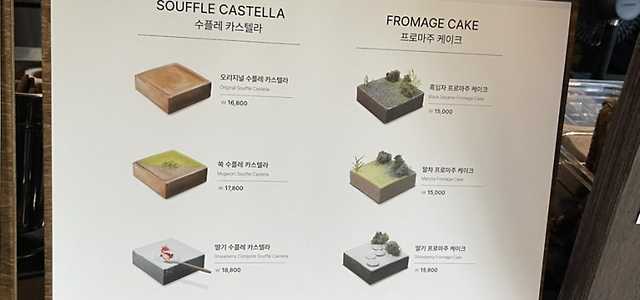 SOUFFLE CASTELLA
수플레 카스텔라
오리지널 수플레 카스텔라
Original Souffle Castella
₩ 16,800
쑥 수플레 카스텔라
Mugwort Souffle Castella
₩ 17,800
딸기 수플레 카스텔라
Strawberry Compote Souffle Castella
₩ 18,800
FROMAGE CAKE
프로마주 케이크
흑임자 프로마주 케이크
Black Sesame Fromage Cake
₩ 15,000
말차 프로마주 케이크
Matcha Fromage Cake
₩ 15,000
딸기 프로마주 케이크
Strawberry Fromage Cake
₩ 15,800